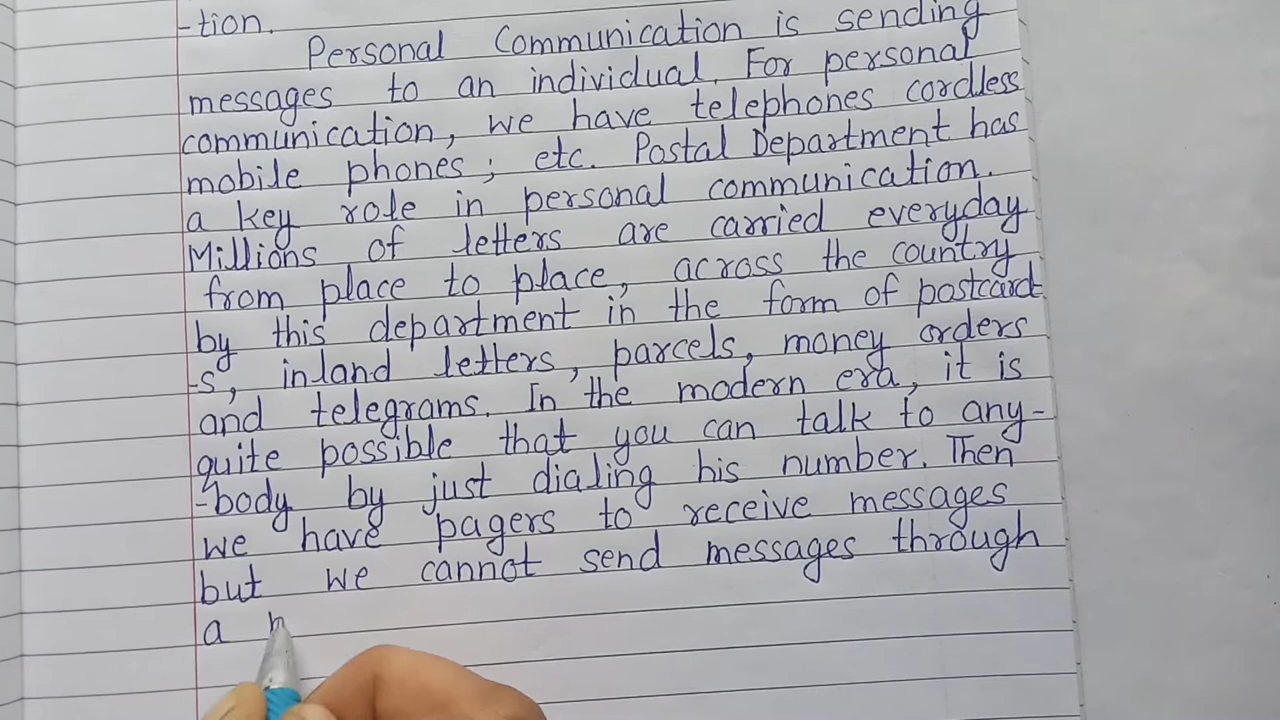 -tion.
Personal Communication is sending
messages to an individual. For personal
communication, we have telephones cordless
mobile phones, etc. Postal Department has
a key role in personal communication.
Millions of letters are carried everyday
from place to place, across the country
by this department in the form of postcard
-s, inland letters, parcels, money orders
and telegrams. In the modern era, it is
quite possible that you can talk to any-
-body by just dialing his number. Then
we have pagers to receive messages
but we cannot send messages through
a